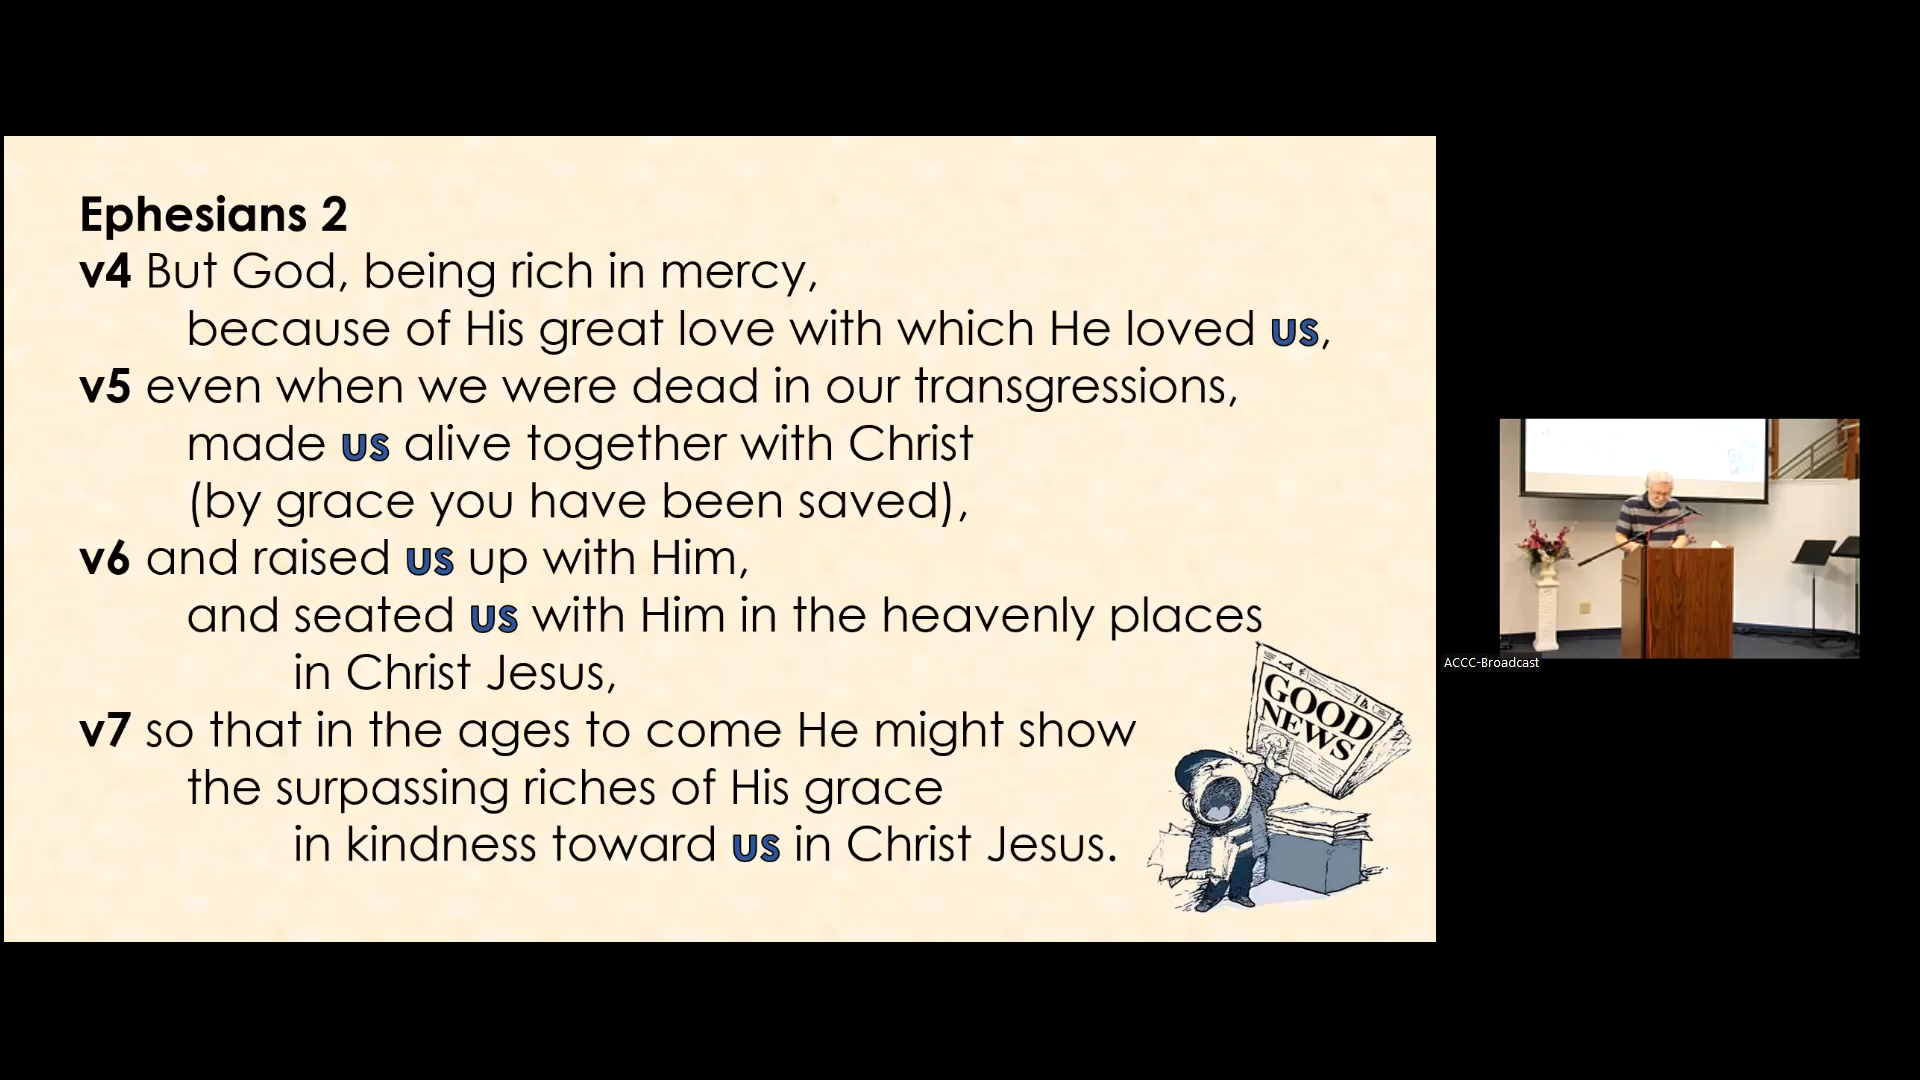 Ephesians 2
v4 But God, being rich in mercy,
because of His great love with which He loved us,
v5 even when we were dead in our transgressions,
made us alive together with Christ
(by grace you have been saved),
v6 and raised us up with Him,
and seated us with Him in the heavenly places
in Christ Jesus,
v7 so that in the ages to come He might show
the surpassing riches of His grace
in kindness toward us in Christ Jesus.
GOOD
NEWS
ACCC-Broadcast